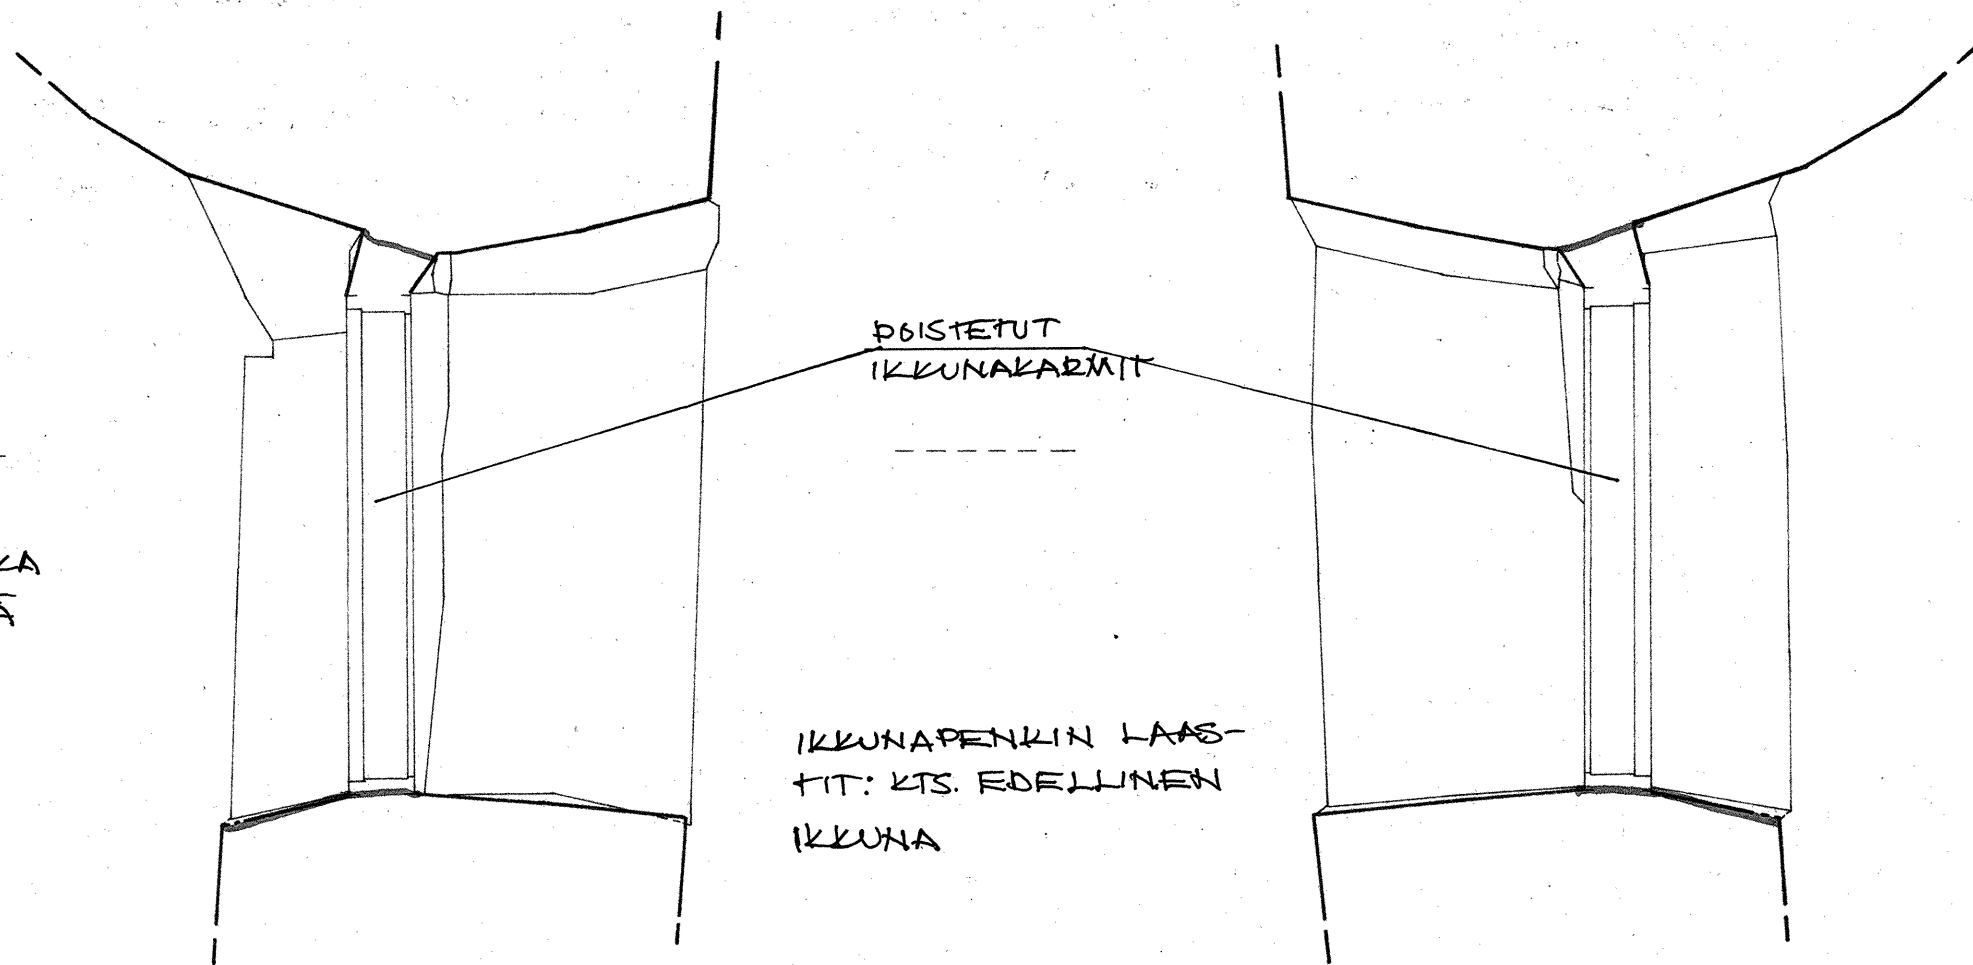 POISTETUT
IKKUNAKARMIT
IKKUNAPENKIN LAAS-
TIT: KTS. EDELLINEN
IKKUNA